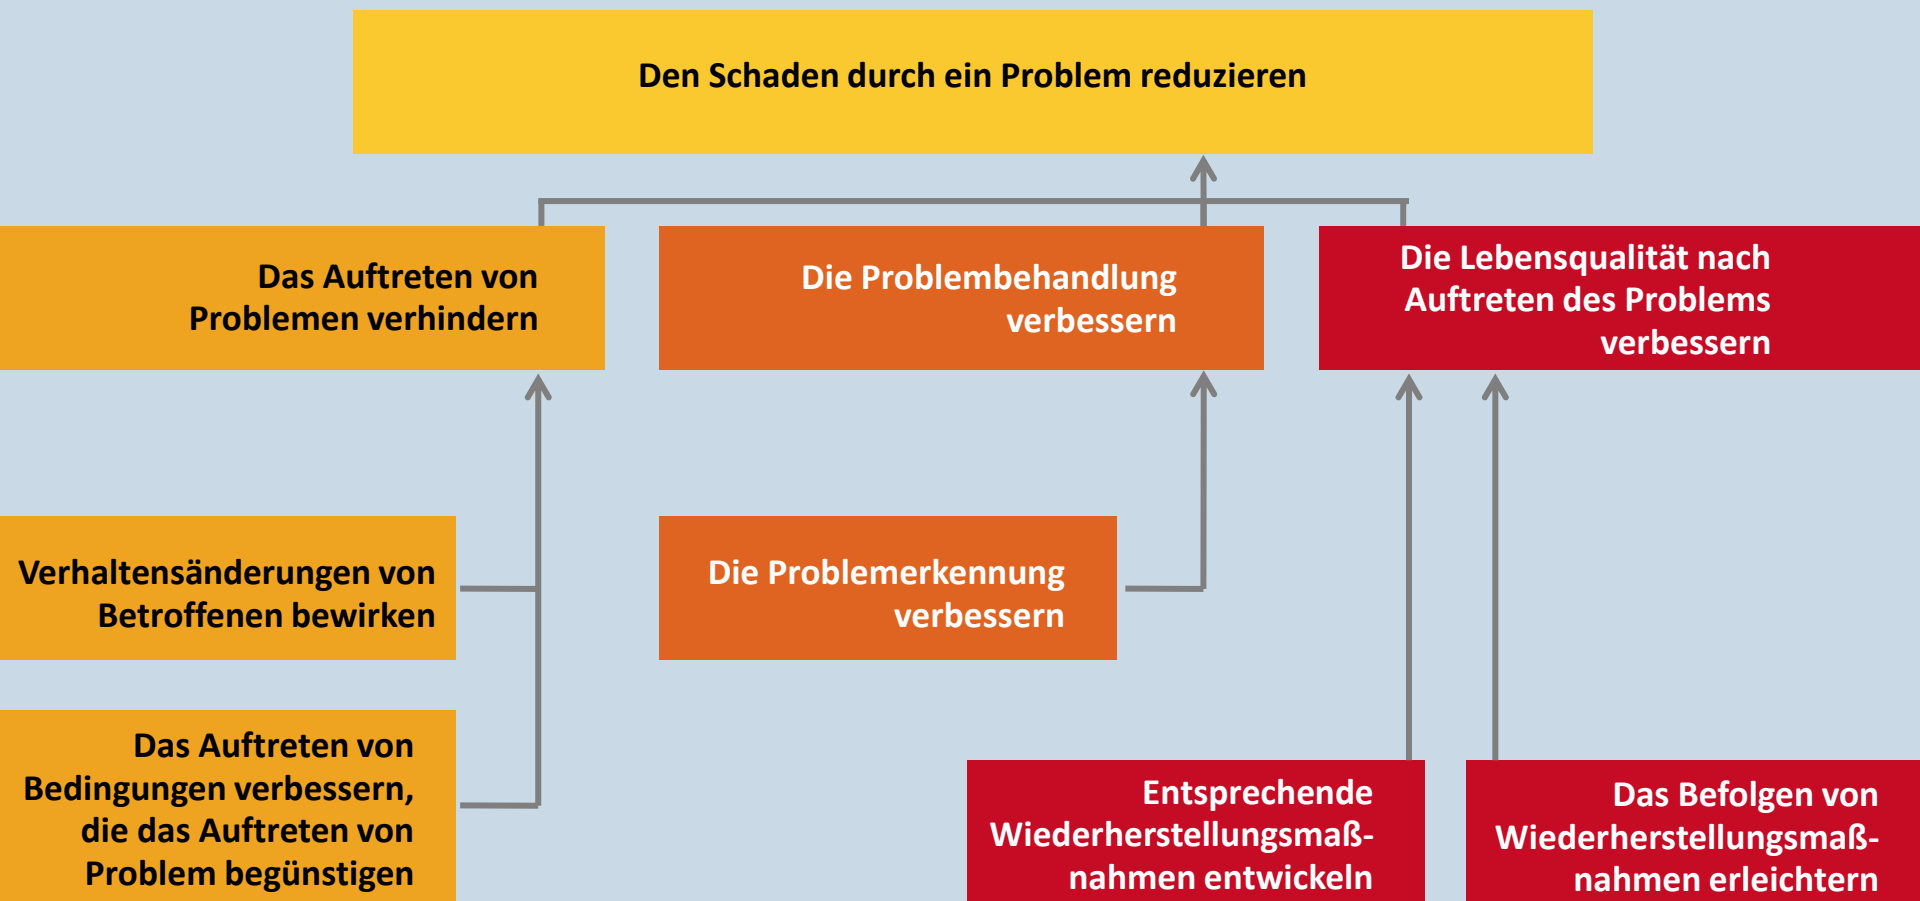 Den Schaden durch ein Problem reduzieren
Das Auftreten von
Problemen verhindern
Die Problembehandlung
verbessern
Die Lebensqualität nach
Auftreten des Problems
verbessern
Verhaltensänderungen von
Betroffenen bewirken
Die Problemerkennung
verbessern
Das Auftreten von
Bedingungen verbessern,
die das Auftreten von
Problem begünstigen
Entsprechende
Wiederherstellungsmaß-
nahmen entwickeln
Das Befolgen von
Wiederherstellungsmaß-
nahmen erleichtern